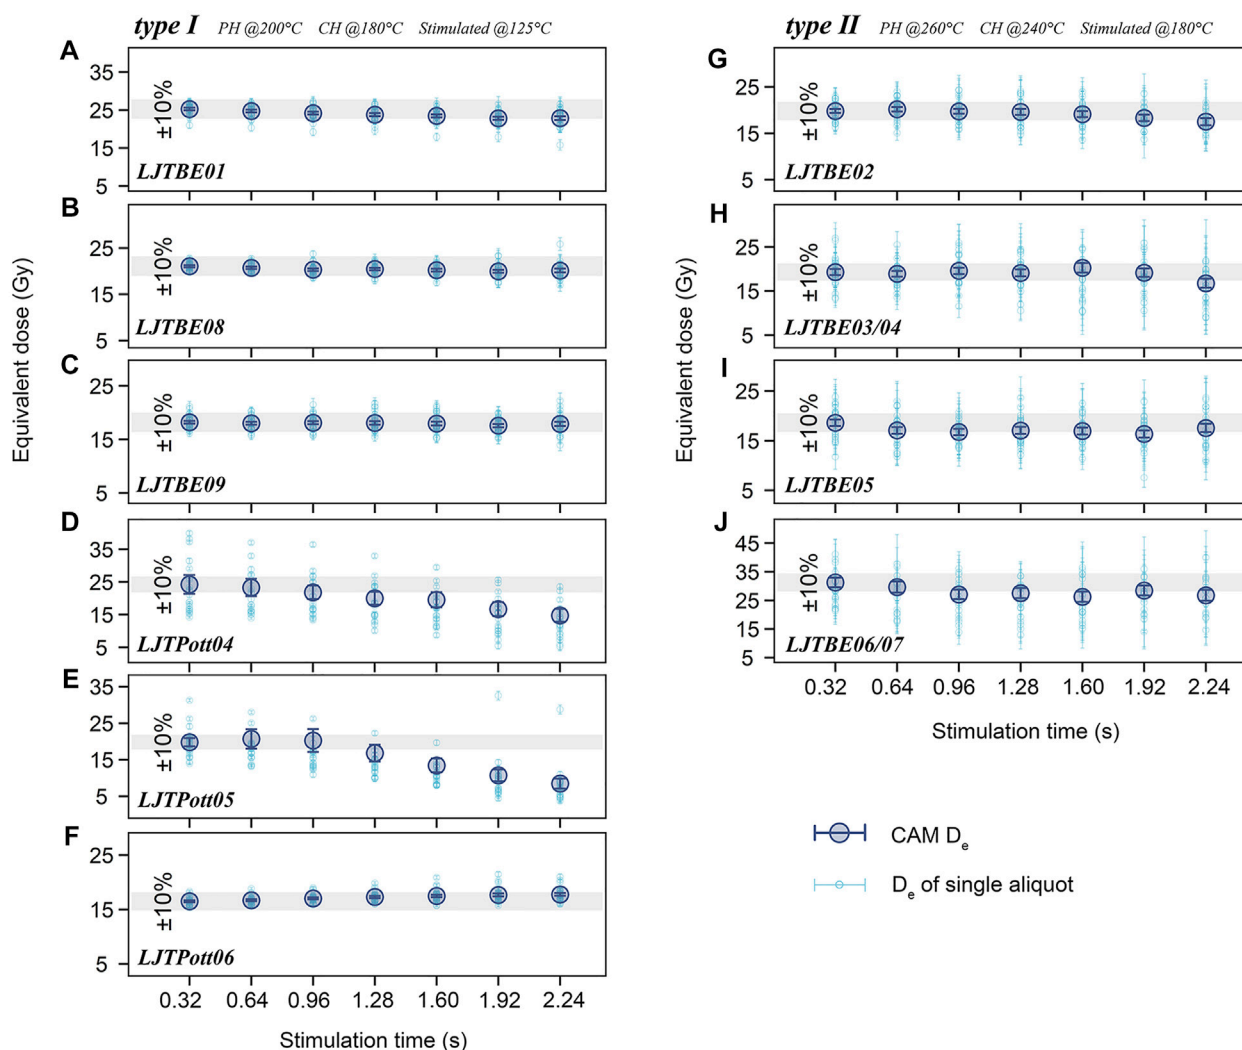 type I PH @200°C CH @180°C Stimulated @125°C
A
35
25
15
5
±10%
LJTBE01
B
25
15
5
±10%
LJTBE08
C
25
15
5
±10%
LJTBE09
D
35
25
15
5
±10%
LJTPott04
E
35
25
15
5
±10%
LJTPott05
F
25
15
5
±10%
LJTPott06
0.32 0.64 0.96 1.28 1.60 1.92 2.24
Stimulation time (s)
Equivalent dose (Gy)
type II PH @260°C CH @240°C Stimulated @180°C
G
25
15
5
±10%
LJTBE02
H
25
15
5
±10%
LJTBE03/04
I
25
15
5
±10%
LJTBE05
J
45
35
25
15
5
±10%
LJTBE06/07
0.32 0.64 0.96 1.28 1.60 1.92 2.24
Stimulation time (s)
Equivalent dose (Gy)
CAM De
De of single aliquot